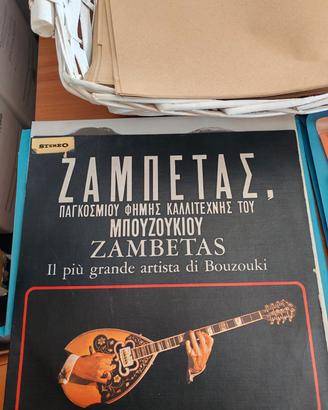 STEREO
ΖΑΜΠΕΤΑΣ,
ΠΑΓΚΟΣΜΙΟΥ ΦΗΜΗΣ ΚΑΛΛΙΤΕΧΝΗΣ ΤΟΥ
ΜΠΟΥΖΟΥΚΙΟΥ
ZAMBETAS
Il più grande artista di Bouzouki